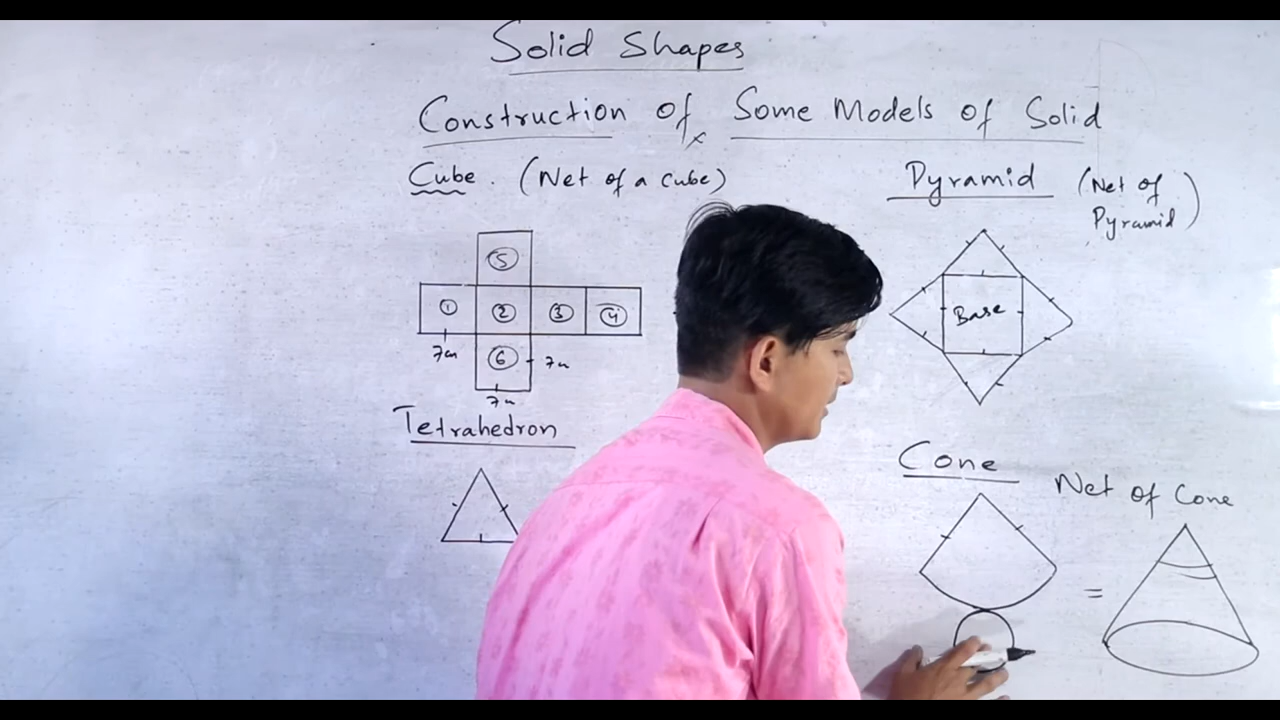 Solid Shapes
Construction of Some Models of Solid
Cube. (Net of a cube)
5
1 2 3 4
7cm
6 7cm
7cm
Tetrahedron
Pyramid (Net of
Pyramid)
Base
Cone
Net of Cone
=